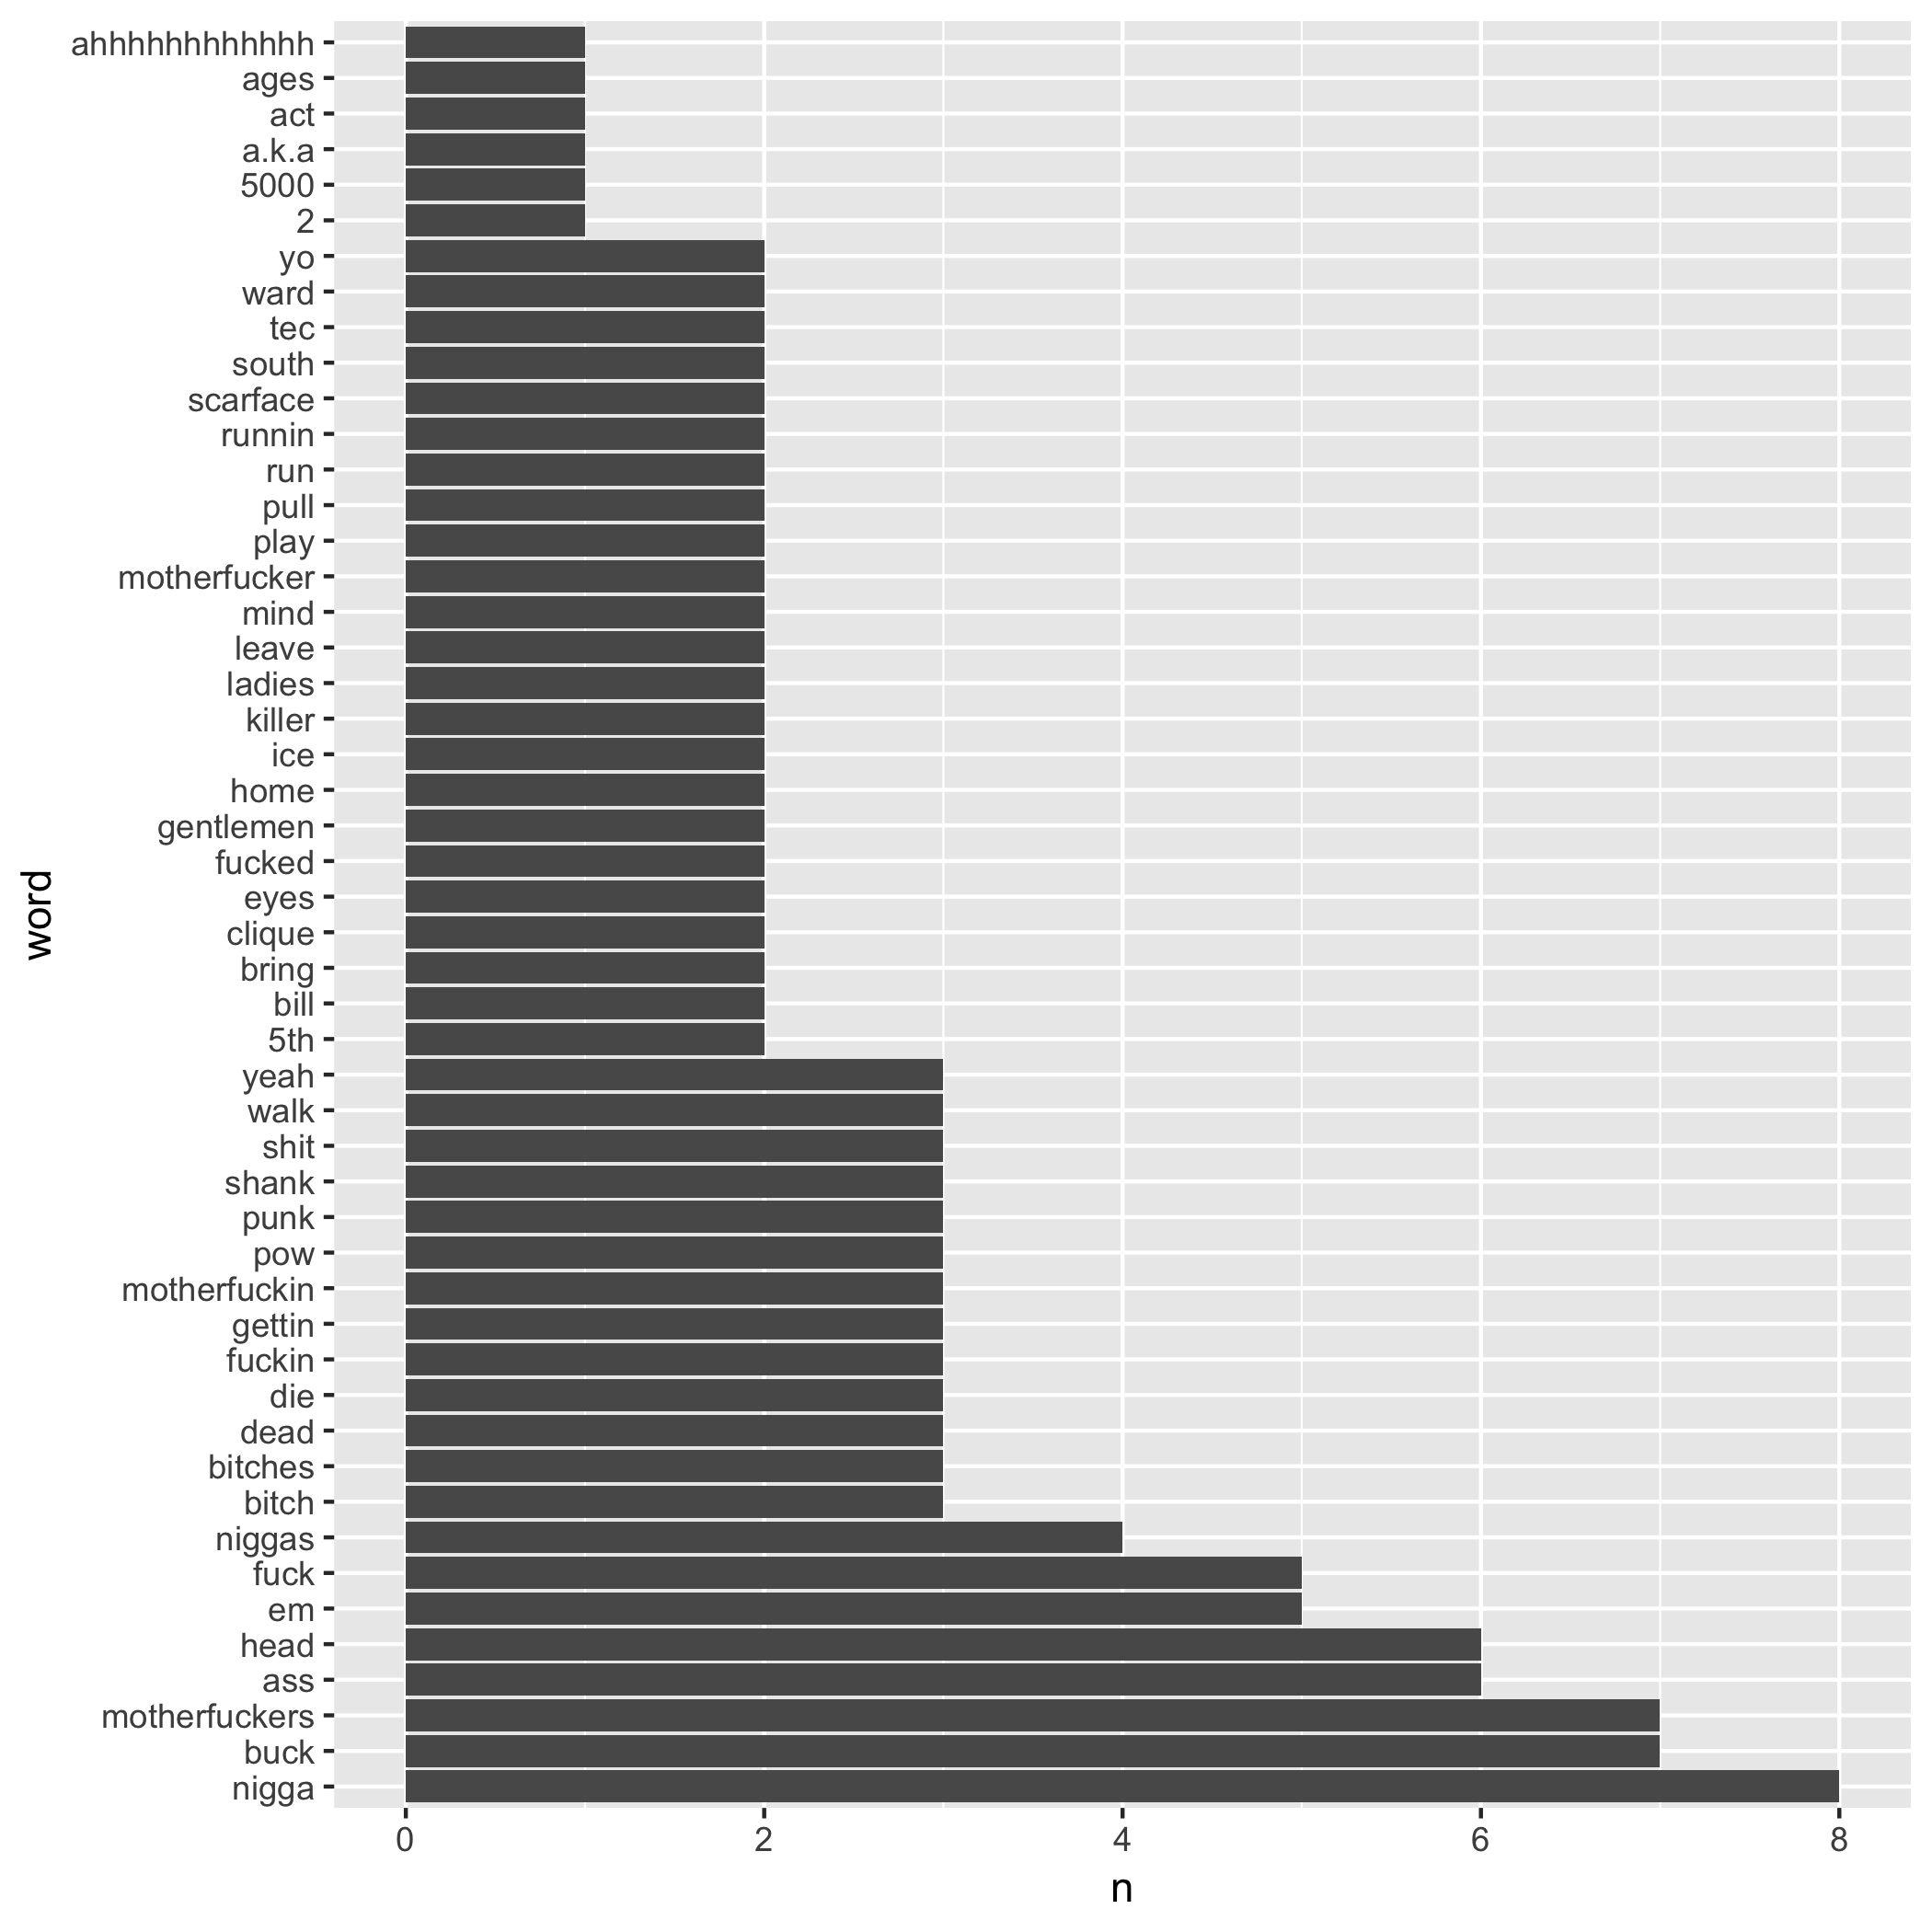 ahhhhhhhhhhhh
ages
act
a.k.a
5000
2
yo
ward
tec
south
scarface
runnin
run
pull
play
motherfucker
mind
leave
ladies
killer
ice
home
gentlemen
fucked
eyes
clique
bring
bill
5th
yeah
walk
shit
shank
punk
pow
motherfuckin
gettin
fuckin
die
dead
bitches
bitch
niggas
fuck
em
head
ass
motherfuckers
buck
nigga
word
0 2 4 6 8
n